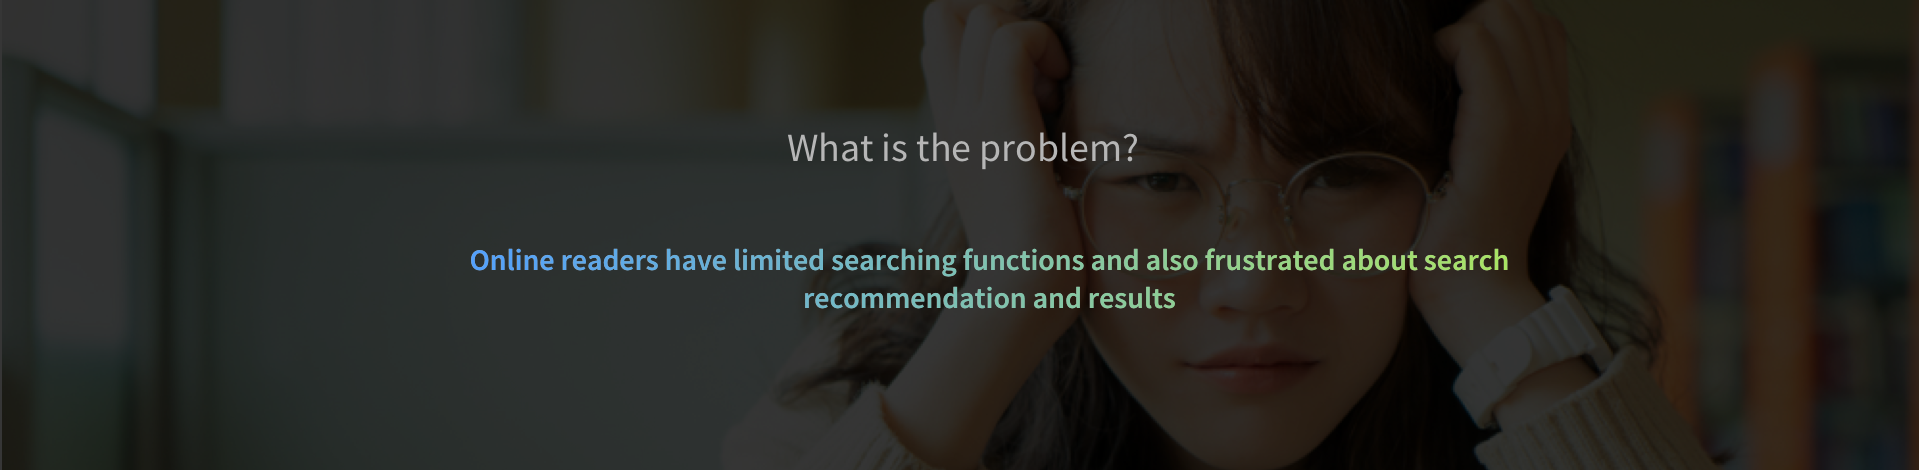 What is the problem?
Online readers have limited searching functions and also frustrated about search
recommendation and results